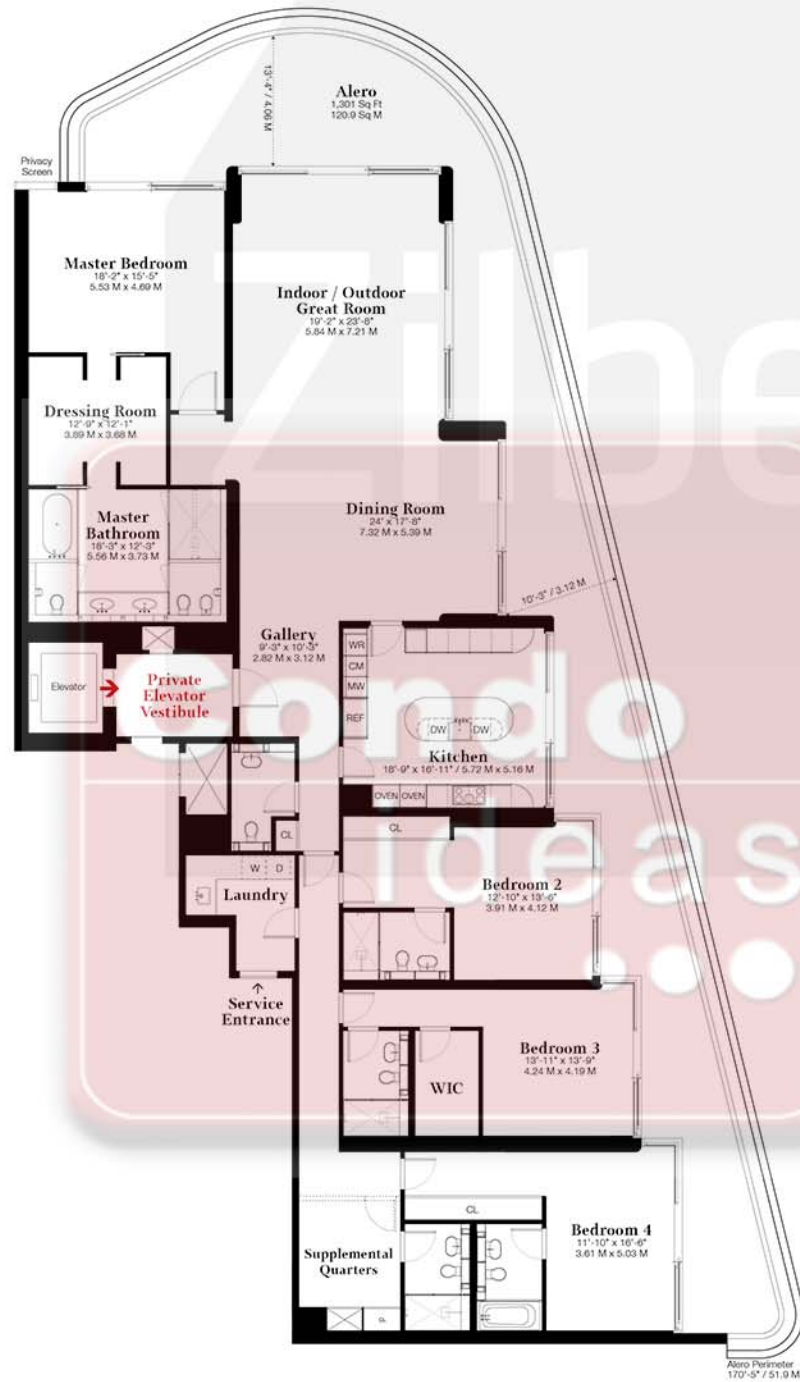 Alero
1,301 Sq Ft
120.9 Sq M
13'-4" / 4.06 M
Privacy
Screen
Master Bedroom
18'-2" x 15'-5"
5.53 M x 4.69 M
Indoor / Outdoor
Great Room
19'-2" x 23'-8"
5.84 M x 7.21 M
Zilbe
Dressing Room
12'-9" x 12'-1"
3.89 M x 3.68 M
Master
Bathroom
18'-3" x 12'-3"
5.56 M x 3.73 M
Dining Room
24' x 17'-8"
7.32 M x 5.39 M
10'-3" / 3.12 M
Gallery
9'-3" x 10'-3"
2.82 M x 3.12 M
Elevator
Private
Elevator
Vestibule
WR
CM
MW
REF
DW
DW
Kitchen
18'-9" x 16'-11" / 5.72 M x 5.16 M
OVEN
OVEN
Condo
ideas
CL
CL
W
D
Laundry
Bedroom 2
12'-10" x 13'-6"
3.91 M x 4.12 M
Service
Entrance
Bedroom 3
13'-11" x 13'-9"
4.24 M x 4.19 M
WIC
CL
Bedroom 4
11'-10" x 16'-6"
3.61 M x 5.03 M
Supplemental
Quarters
Alero Perimeter
170'-5" / 51.9 M